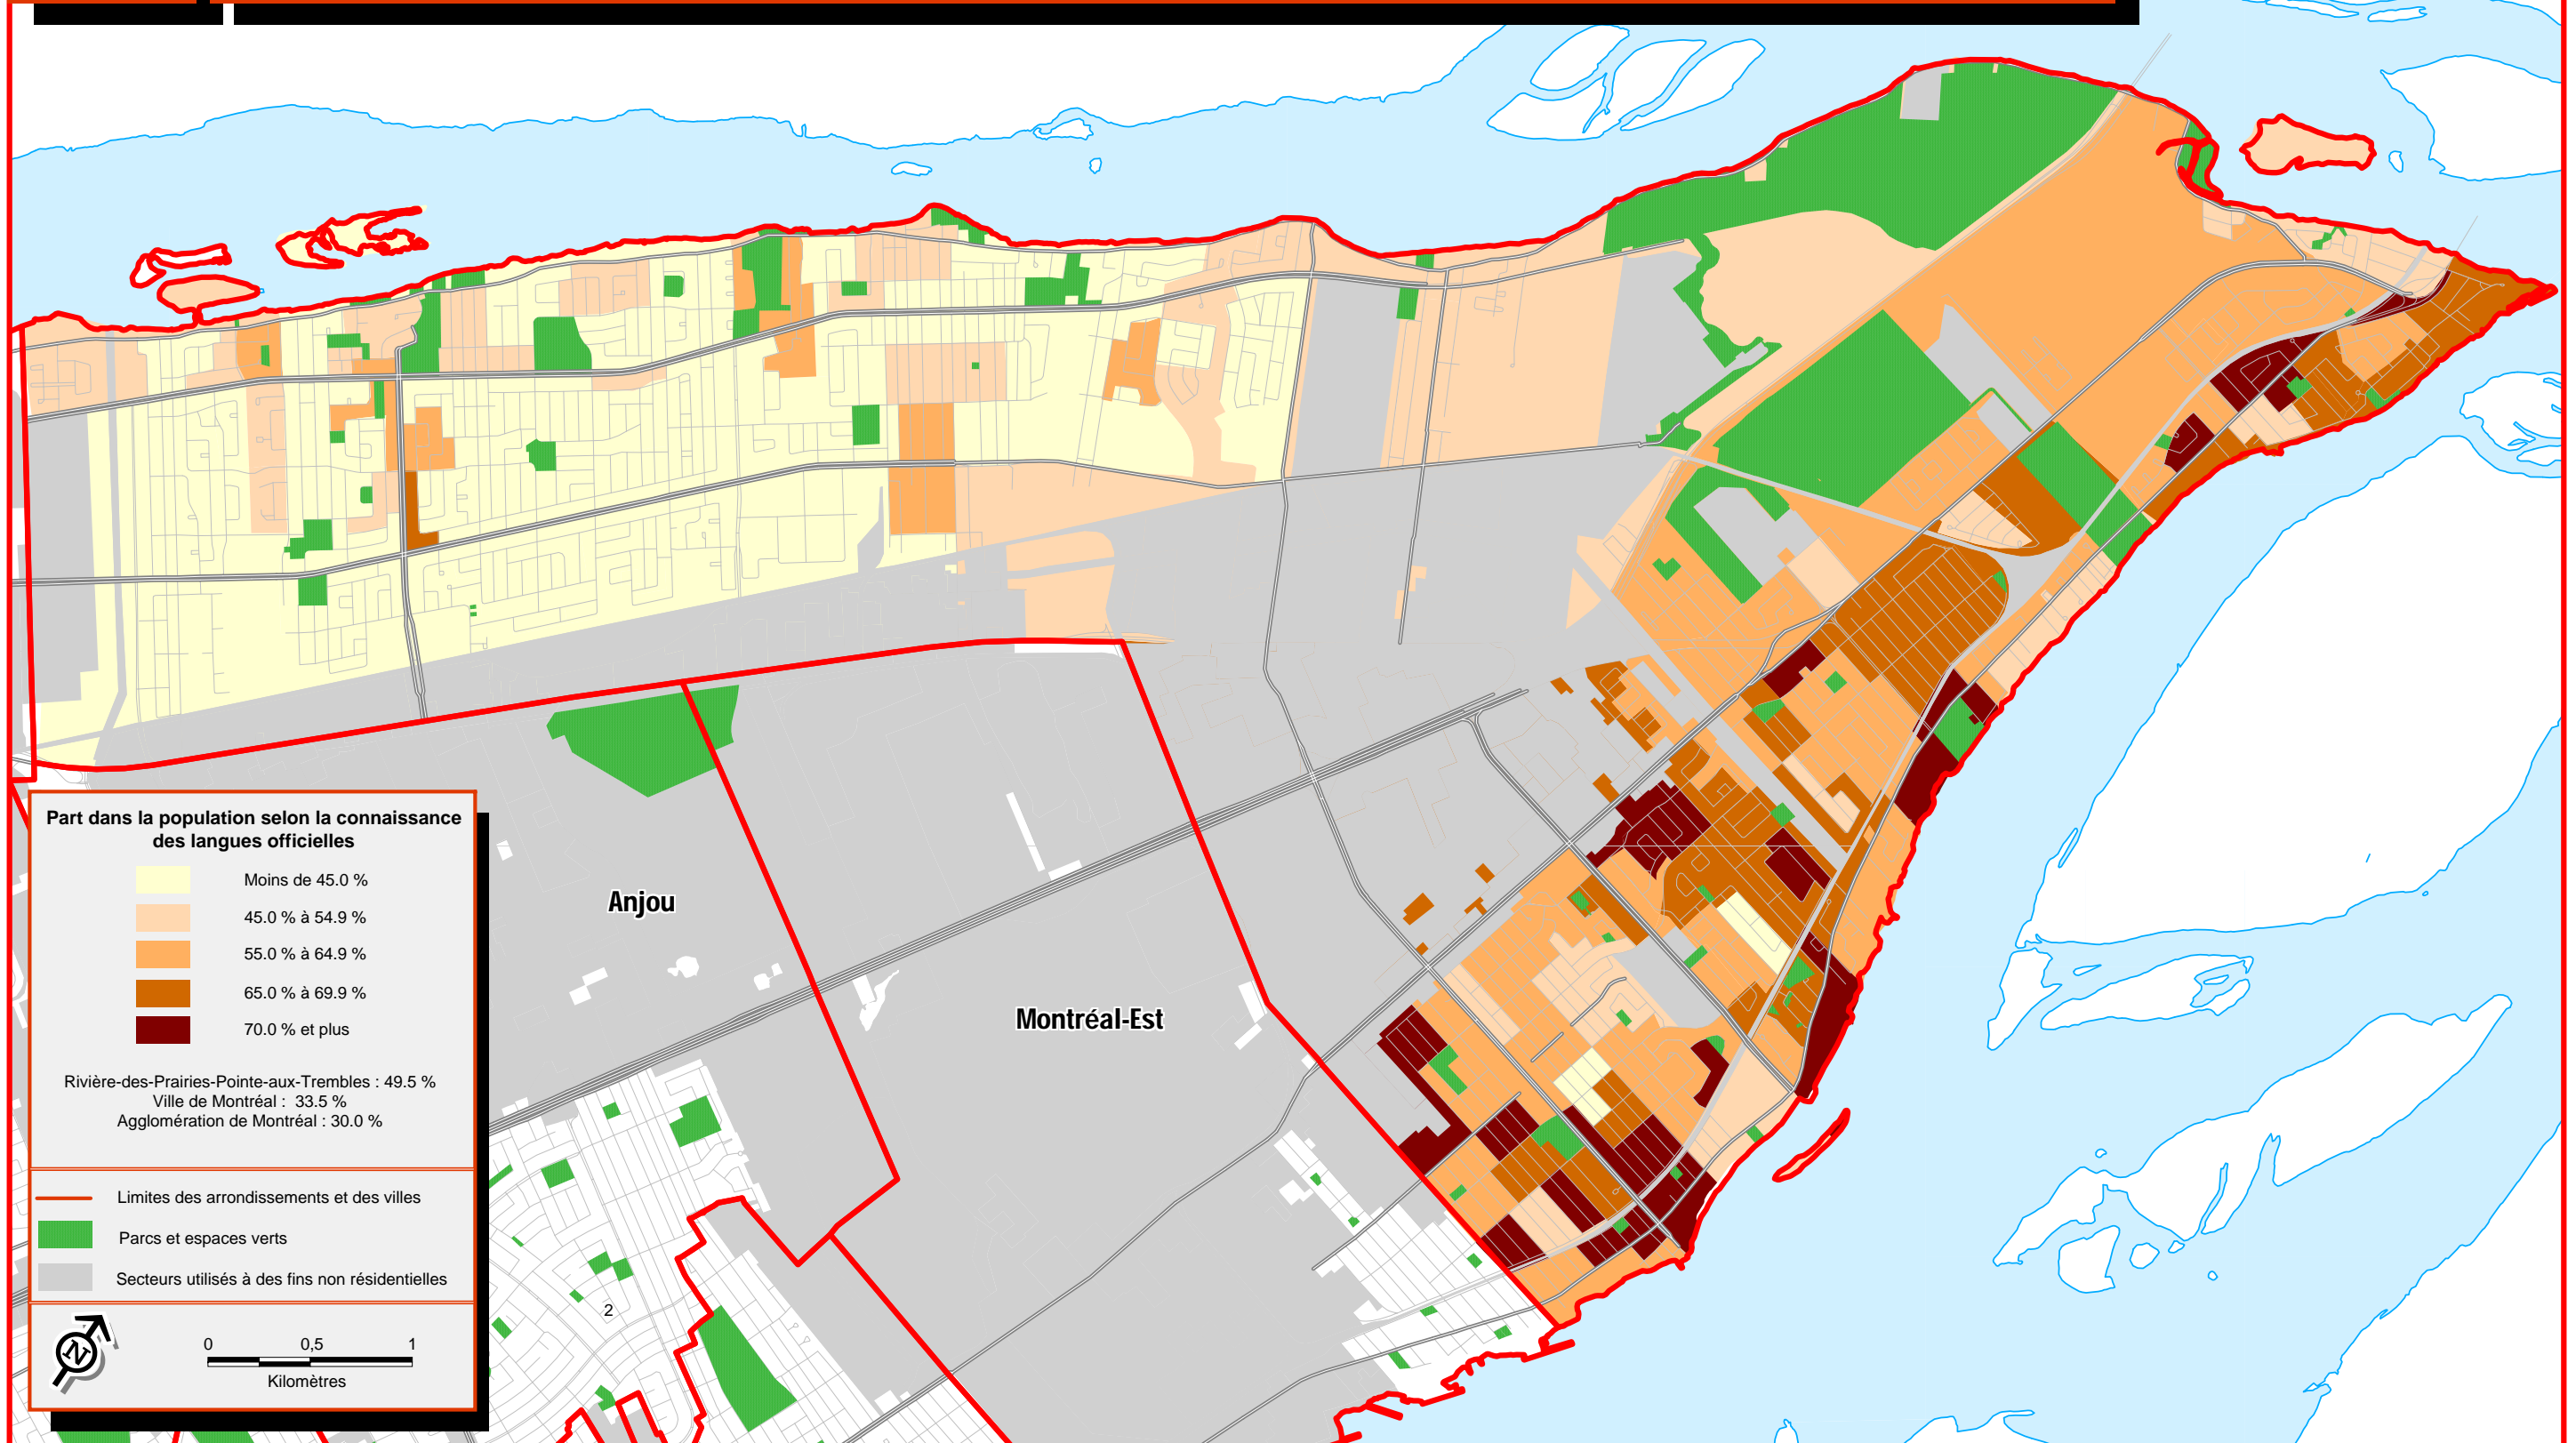 Anjou
Montréal-Est
Part dans la population selon la connaissance
des langues officielles
Moins de 45.0 %
45.0 % à 54.9 %
55.0 % à 64.9 %
65.0 % à 69.9 %
70.0 % et plus
Rivière-des-Prairies-Pointe-aux-Trembles : 49.5 %
Ville de Montréal : 33.5 %
Agglomération de Montréal : 30.0 %
Limites des arrondissements et des villes
Parcs et espaces verts
Secteurs utilisés à des fins non résidentielles
N
0 0,5 1
Kilomètres
2